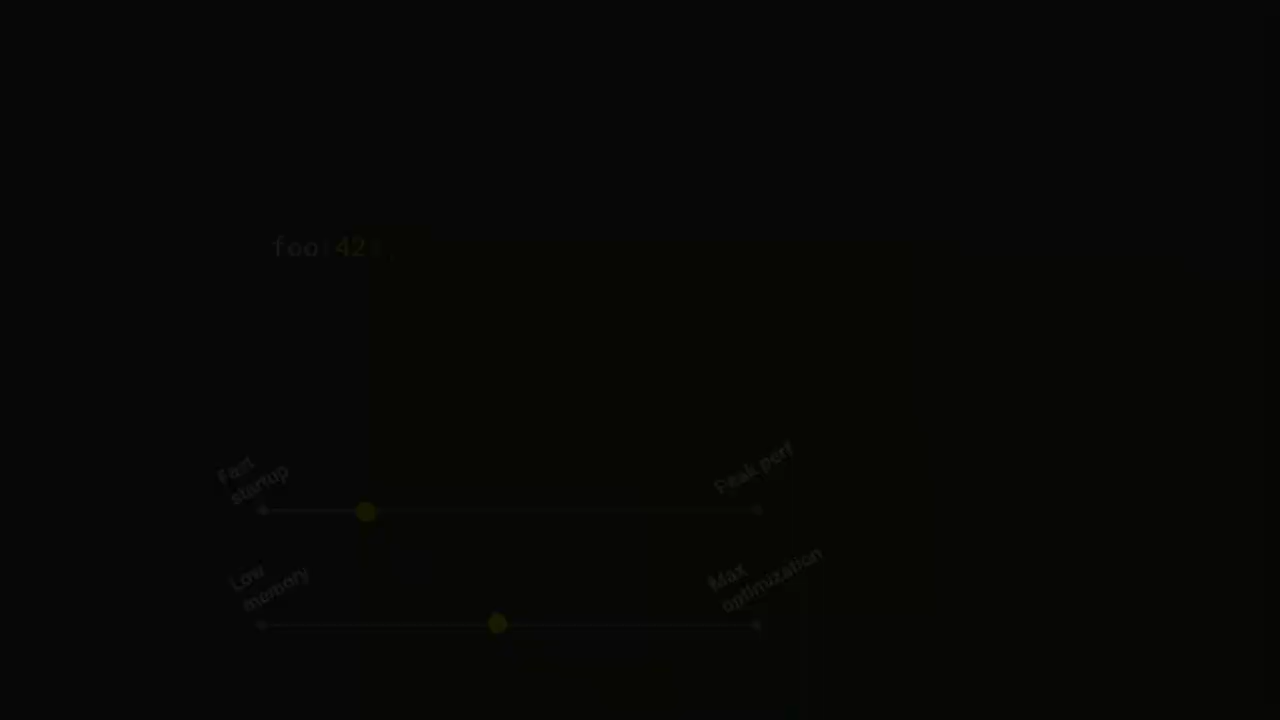 foo:42:
Fast
startup
Peak perf
Low
memory
Max
optimization